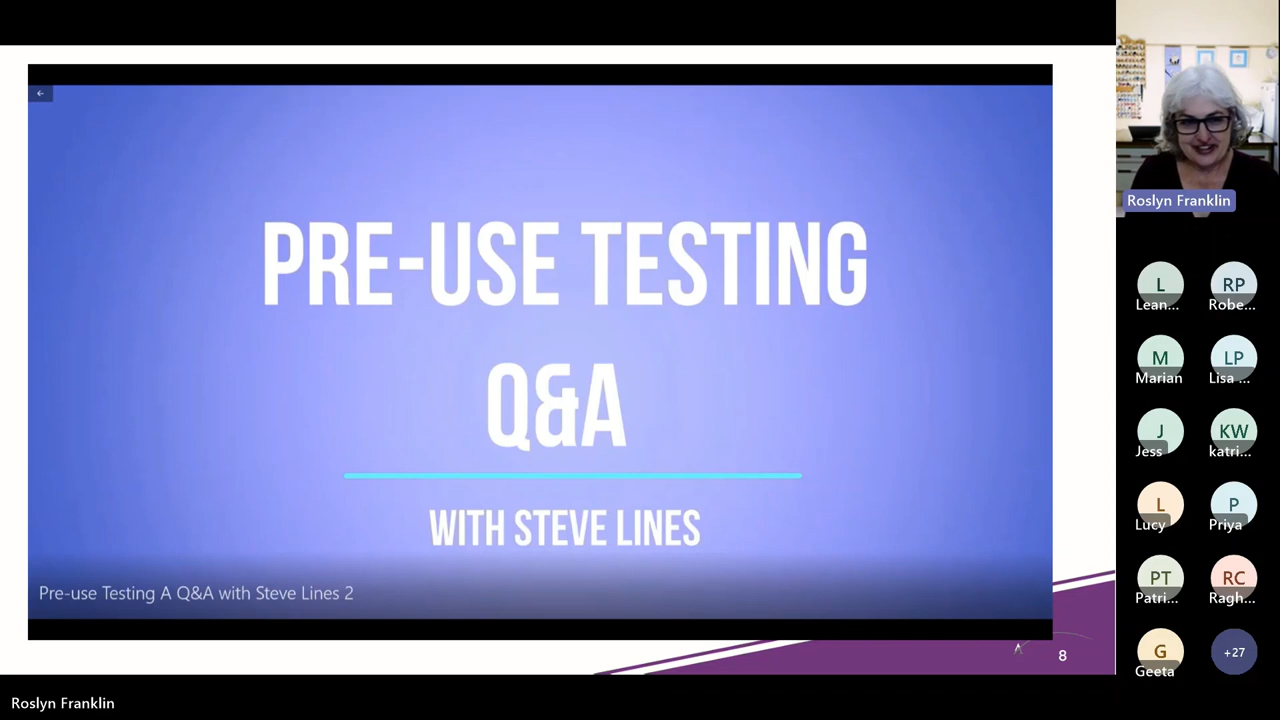 PRE-USE TESTING
Q&A
WITH STEVE LINES
Pre-use Testing A Q&A with Steve Lines 2
8
Roslyn Franklin
L
Lean...
RP
Robe...
M
Marian
LP
Lisa ...
J
Jess
KW
katri...
L
Lucy
P
Priya
PT
Patri...
RC
Ragh...
G
Geeta
+27
Roslyn Franklin